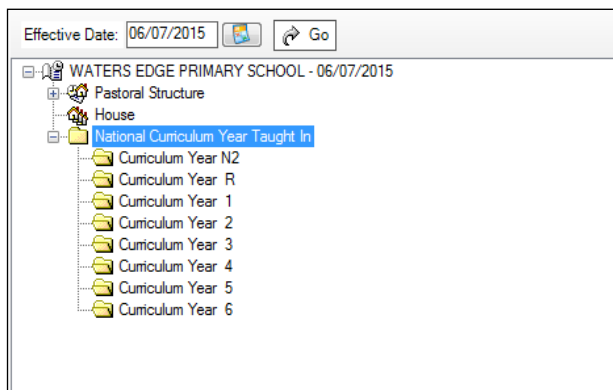 Effective Date: 06/07/2015 Go
WATERS EDGE PRIMARY SCHOOL - 06/07/2015
Pastoral Structure
House
National Curriculum Year Taught In
Curriculum Year N2
Curriculum Year R
Curriculum Year 1
Curriculum Year 2
Curriculum Year 3
Curriculum Year 4
Curriculum Year 5
Curriculum Year 6